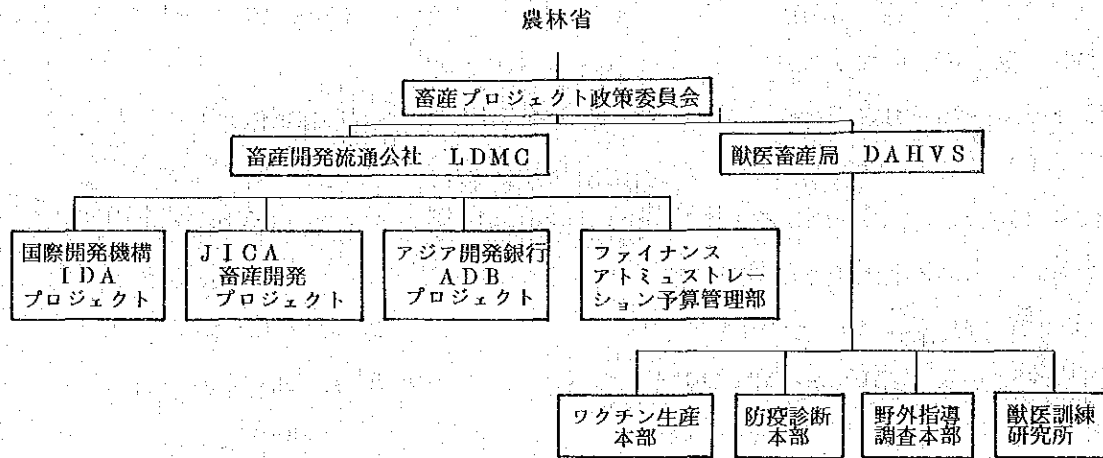 農林省
畜産プロジェクト政策委員会
畜産開発流通公社 LDMC
獣医畜産局 DAHVS
国際開発機構
IDA
プロジェクト
JICA
畜産開発
プロジェクト
アジア開発銀行
ADB
プロジェクト
ファイナンス
アトミュストレー
ション予算管理部
ワクチン生産
本部
防疫診断
本部
野外指導
調査本部
獣医訓練
研究所